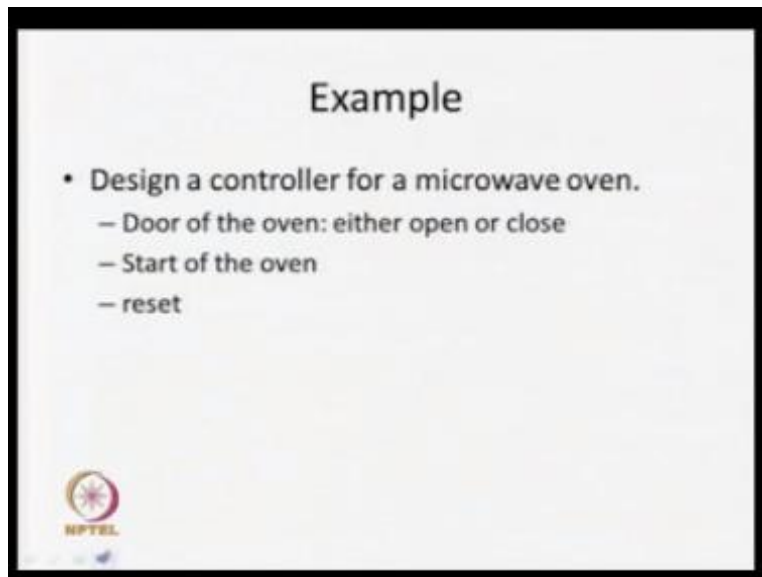 Example
• Design a controller for a microwave oven.
– Door of the oven: either open or close
– Start of the oven
– reset
NPTEL